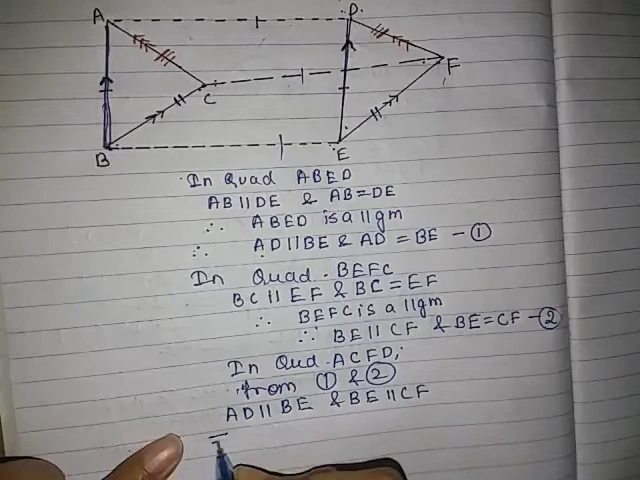 A D
C F
B E
In Quad ABED
AB||DE & AB=DE
∴ ABED is a ||gm
∴ AD||BE & AD = BE - ①
In Quad. BEFC
BC || EF & BC = EF
∴ BEFC is a ||gm
∴ BE || CF & BE=CF - ②
In Qud. ACFD,
from ① & ②
AD || BE & BE || CF